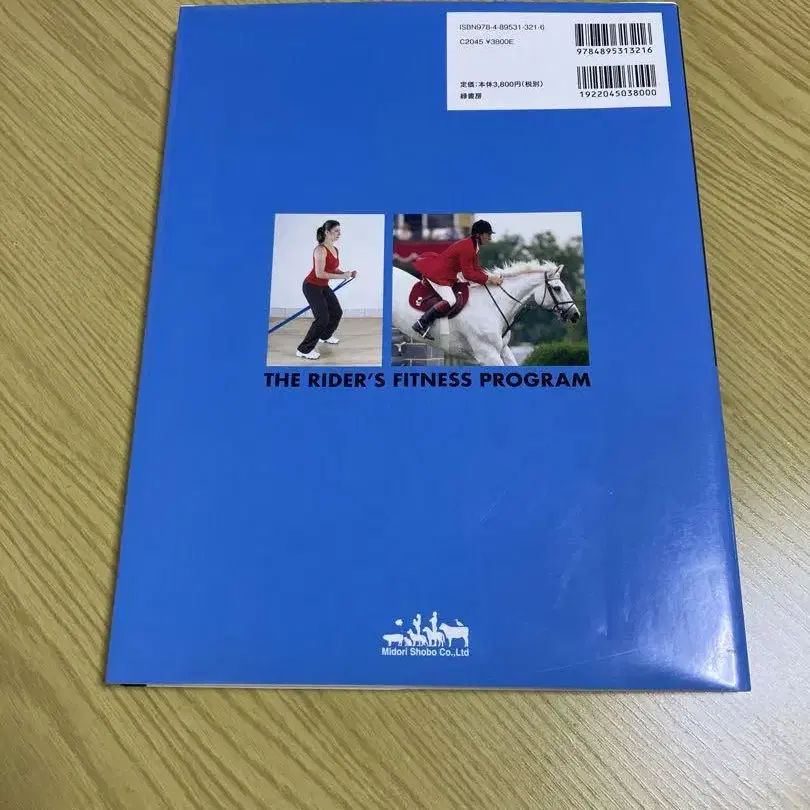 ISBN978-4-89531-321-6
C2045 ¥3800E
定価:本体3,800円(税別)
緑書房
9784895313216
1922045038000
THE RIDER'S FITNESS PROGRAM
Midori Shobo Co.,Ltd